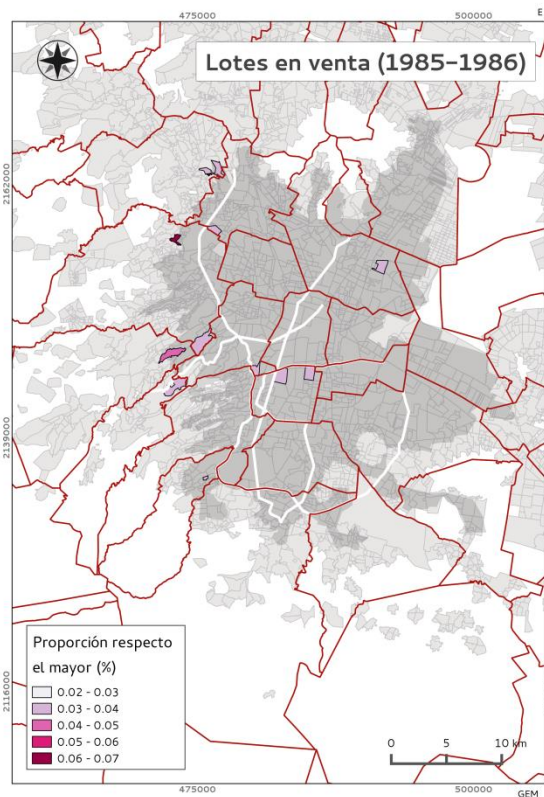 475000
500000
E
Lotes en venta (1985–1986)
2162000
2139000
2116000
Proporción respecto
el mayor (%)
0.02 - 0.03
0.03 - 0.04
0.04 - 0.05
0.05 - 0.06
0.06 - 0.07
0 5 10 km
475000
500000
GEM